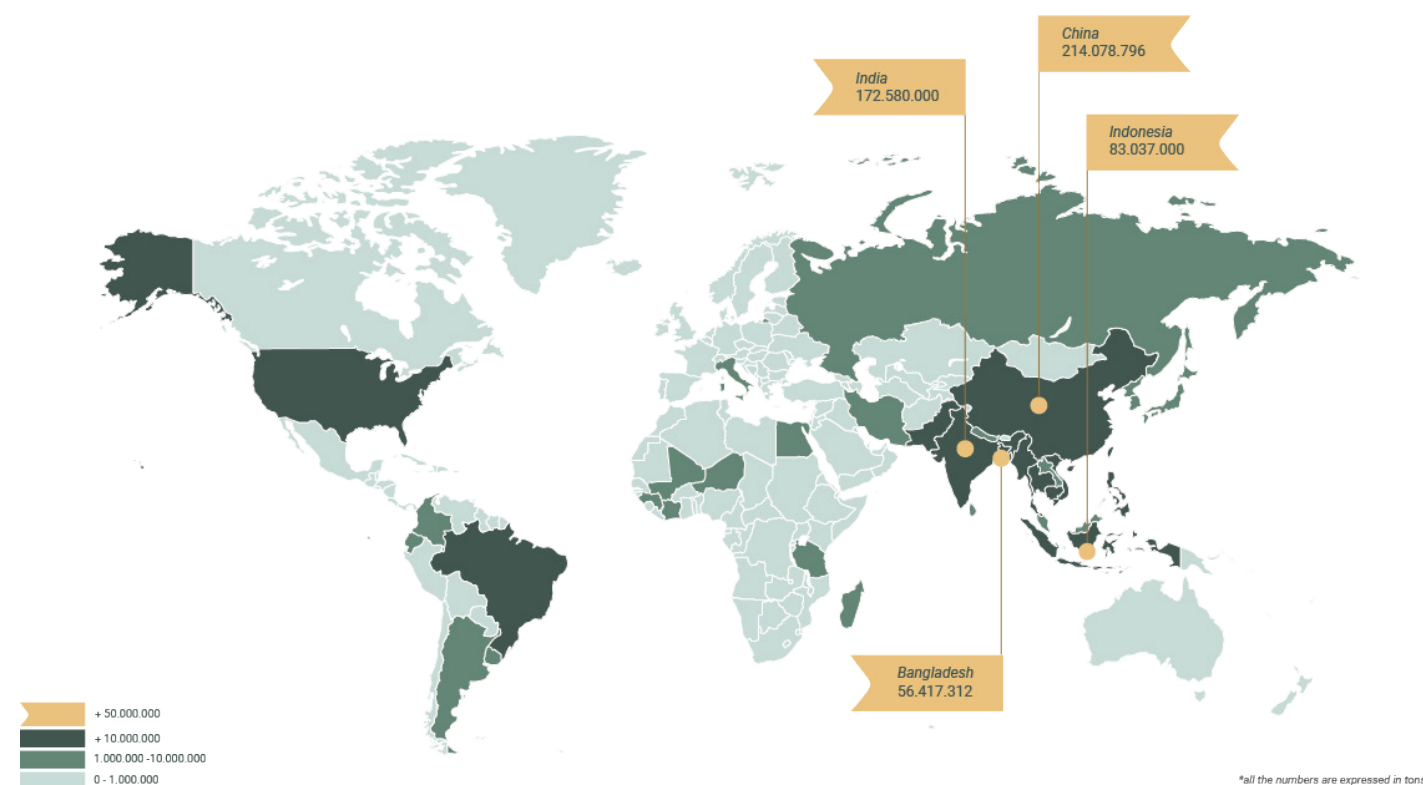 China
214.078.796
India
172.580.000
Indonesia
83.037.000
Bangladesh
56.417.312
+ 50.000.000
+ 10.000.000
1.000.000 -10.000.000
0 - 1.000.000
*all the numbers are expressed in tons